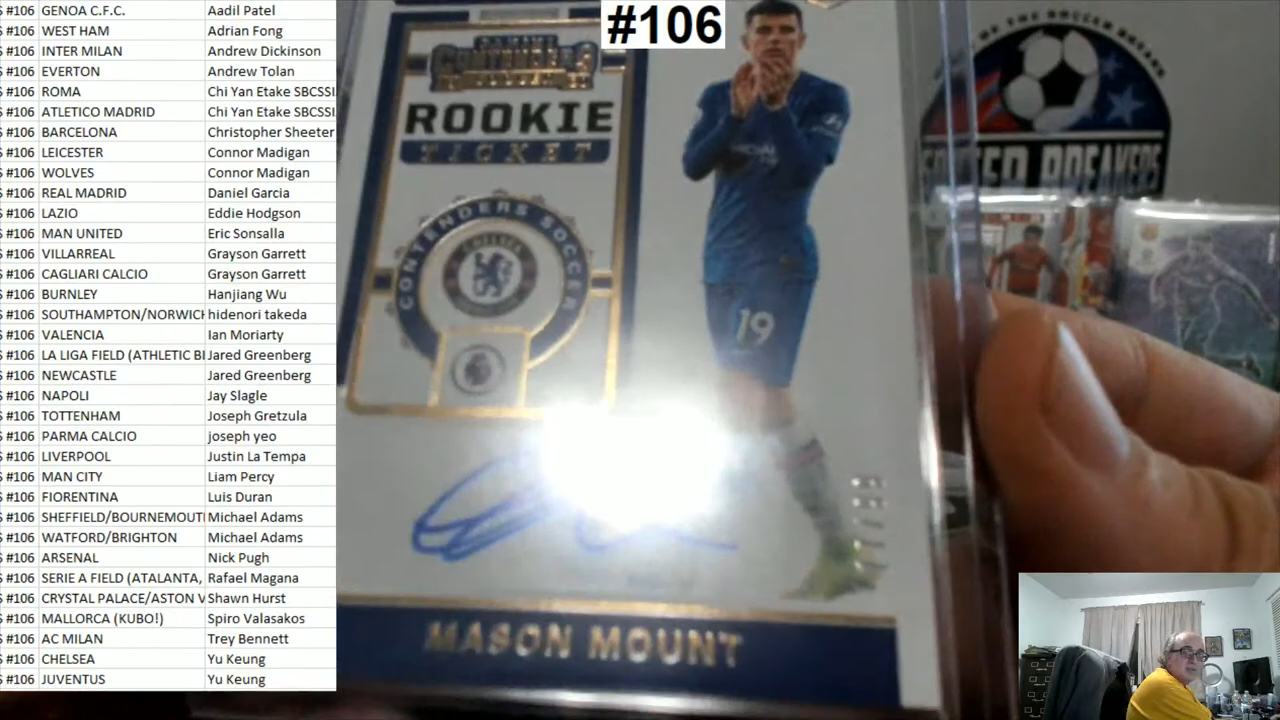 #106 GENOA C.F.C. Aadil Patel
#106 WEST HAM Adrian Fong
#106 INTER MILAN Andrew Dickinson
#106 EVERTON Andrew Tolan
#106 ROMA Chi Yan Etake SBCSSI
#106 ATLETICO MADRID Chi Yan Etake SBCSSI
#106 BARCELONA Christopher Sheeter
#106 LEICESTER Connor Madigan
#106 WOLVES Connor Madigan
#106 REAL MADRID Daniel Garcia
#106 LAZIO Eddie Hodgson
#106 MAN UNITED Eric Sonsalla
#106 VILLARREAL Grayson Garrett
#106 CAGLIARI CALCIO Grayson Garrett
#106 BURNLEY Hanjiang Wu
#106 SOUTHAMPTON/NORWICH hidenori takeda
#106 VALENCIA Ian Moriarty
#106 LA LIGA FIELD (ATHLETIC BI Jared Greenberg
#106 NEWCASTLE Jared Greenberg
#106 NAPOLI Jay Slagle
#106 TOTTENHAM Joseph Gretzula
#106 PARMA CALCIO joseph yeo
#106 LIVERPOOL Justin La Tempa
#106 MAN CITY Liam Percy
#106 FIORENTINA Luis Duran
#106 SHEFFIELD/BOURNEMOUTH Michael Adams
#106 WATFORD/BRIGHTON Michael Adams
#106 ARSENAL Nick Pugh
#106 SERIE A FIELD (ATALANTA, Rafael Magana
#106 CRYSTAL PALACE/ASTON V Shawn Hurst
#106 MALLORCA (KUBO!) Spiro Valasakos
#106 AC MILAN Trey Bennett
#106 CHELSEA Yu Keung
#106 JUVENTUS Yu Keung
#106
CONTENDERS
ROOKIE
TICKET
CONTENDERS SOCCER
CHELSEA
19
MASON MOUNT
OF THE SOCCER BREAKS
SOCCER BREAKERS